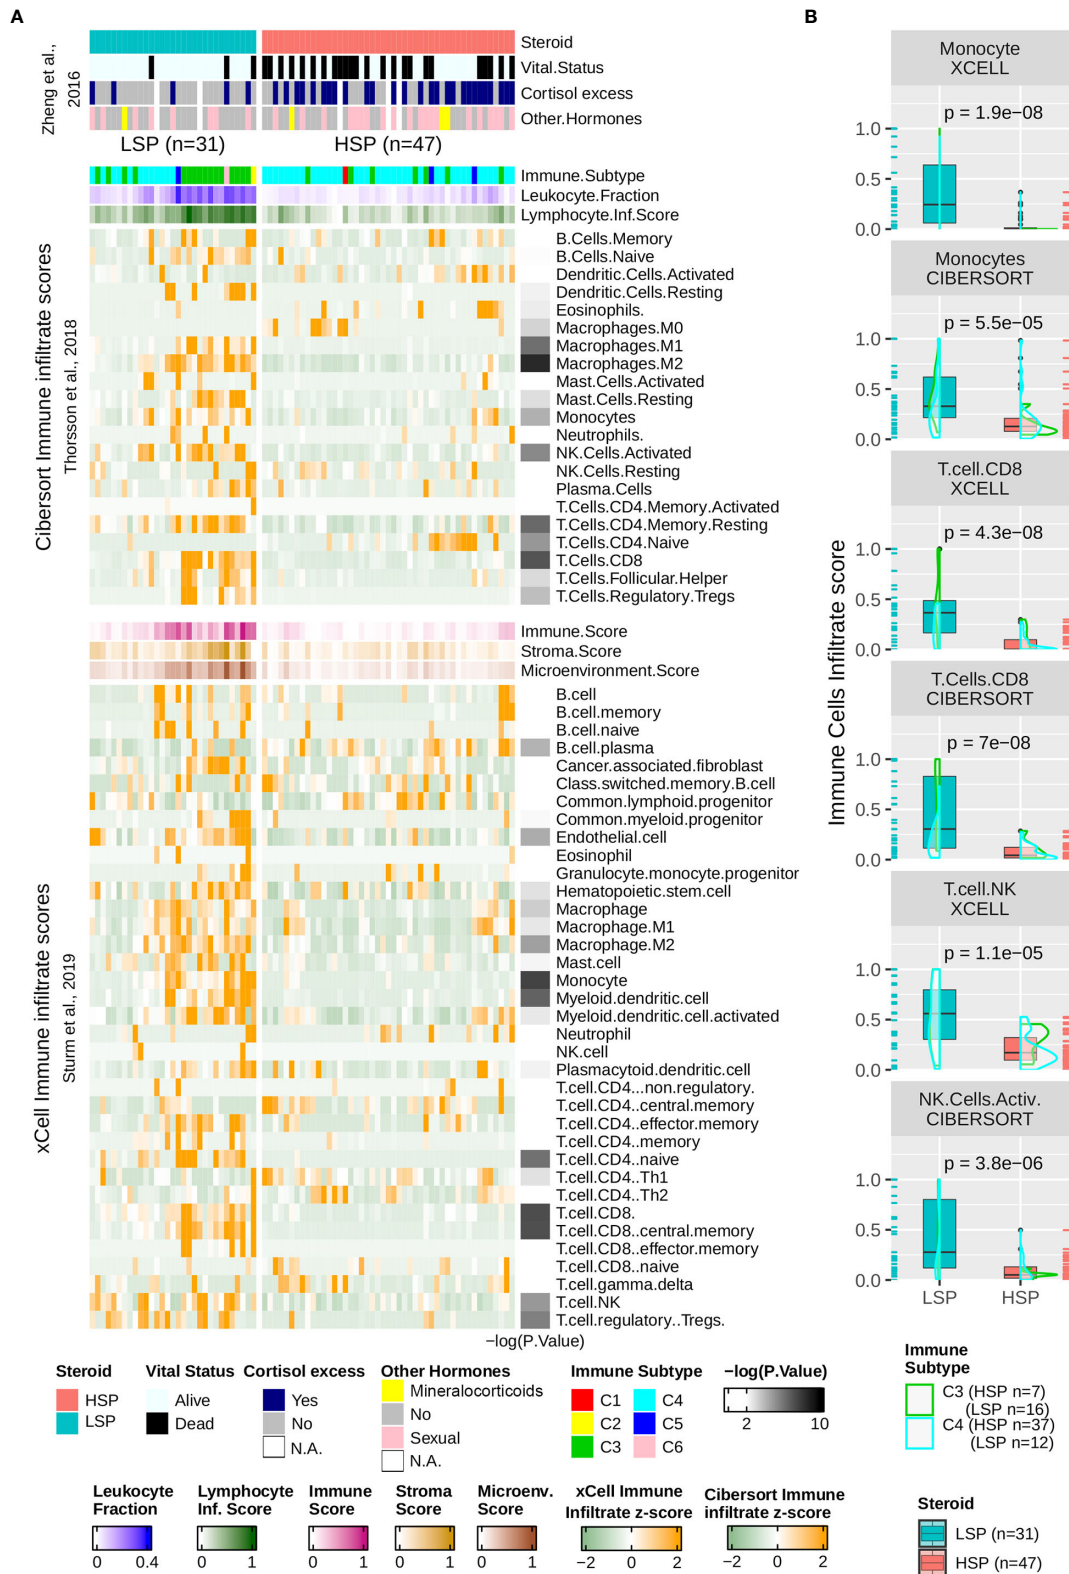 A
Zheng et al.,
2016
Steroid
Vital.Status
Cortisol excess
Other.Hormones
LSP (n=31)
HSP (n=47)
Cibersort Immune infiltrate scores
Thorsson et al., 2018
Immune.Subtype
Leukocyte.Fraction
Lymphocyte.Inf.Score
B.Cells.Memory
B.Cells.Naive
Dendritic.Cells.Activated
Dendritic.Cells.Resting
Eosinophils.
Macrophages.M0
Macrophages.M1
Macrophages.M2
Mast.Cells.Activated
Mast.Cells.Resting
Monocytes
Neutrophils.
NK.Cells.Activated
NK.Cells.Resting
Plasma.Cells
T.Cells.CD4.Memory.Activated
T.Cells.CD4.Memory.Resting
T.Cells.CD4.Naive
T.Cells.CD8
T.Cells.Follicular.Helper
T.Cells.Regulatory.Tregs
xCell Immune infiltrate scores
Sturm et al., 2019
Immune.Score
Stroma.Score
Microenvironment.Score
B.cell
B.cell.memory
B.cell.naive
B.cell.plasma
Cancer.associated.fibroblast
Class.switched.memory.B.cell
Common.lymphoid.progenitor
Common.myeloid.progenitor
Endothelial.cell
Eosinophil
Granulocyte.monocyte.progenitor
Hematopoietic.stem.cell
Macrophage
Macrophage.M1
Macrophage.M2
Mast.cell
Monocyte
Myeloid.dendritic.cell
Myeloid.dendritic.cell.activated
Neutrophil
NK.cell
Plasmacytoid.dendritic.cell
T.cell.CD4...non.regulatory.
T.cell.CD4..central.memory
T.cell.CD4..effector.memory
T.cell.CD4..memory
T.cell.CD4..naive
T.cell.CD4..Th1
T.cell.CD4..Th2
T.cell.CD8.
T.cell.CD8..central.memory
T.cell.CD8..effector.memory
T.cell.CD8..naive
T.cell.gamma.delta
T.cell.NK
T.cell.regulatory..Tregs.
−log(P.Value)
Steroid
HSP
LSP
Vital Status
Alive
Dead
Cortisol excess
Yes
No
N.A.
Other Hormones
Mineralocorticoids
No
Sexual
N.A.
Immune Subtype
C1
C2
C3
C4
C5
C6
−log(P.Value)
2
10
Leukocyte
Fraction
0
0.4
Lymphocyte
Inf. Score
0
1
Immune
Score
0
1
Stroma
Score
0
1
Microenv.
Score
0
1
xCell Immune
Infiltrate z-score
−2
0
2
Cibersort Immune
infiltrate z-score
−2
0
2
B
Immune Cells Infiltrate score
Monocyte
XCELL
p = 1.9e−08
1.0
0.5
0.0
Monocytes
CIBERSORT
p = 5.5e−05
1.0
0.5
0.0
T.cell.CD8
XCELL
p = 4.3e−08
1.0
0.5
0.0
T.Cells.CD8
CIBERSORT
p = 7e−08
1.0
0.5
0.0
T.cell.NK
XCELL
p = 1.1e−05
1.0
0.5
0.0
NK.Cells.Activ.
CIBERSORT
p = 3.8e−06
1.0
0.5
0.0
LSP
HSP
Immune
Subtype
C3 (HSP n=7)
(LSP n=16)
C4 (HSP n=37)
(LSP n=12)
Steroid
LSP (n=31)
HSP (n=47)